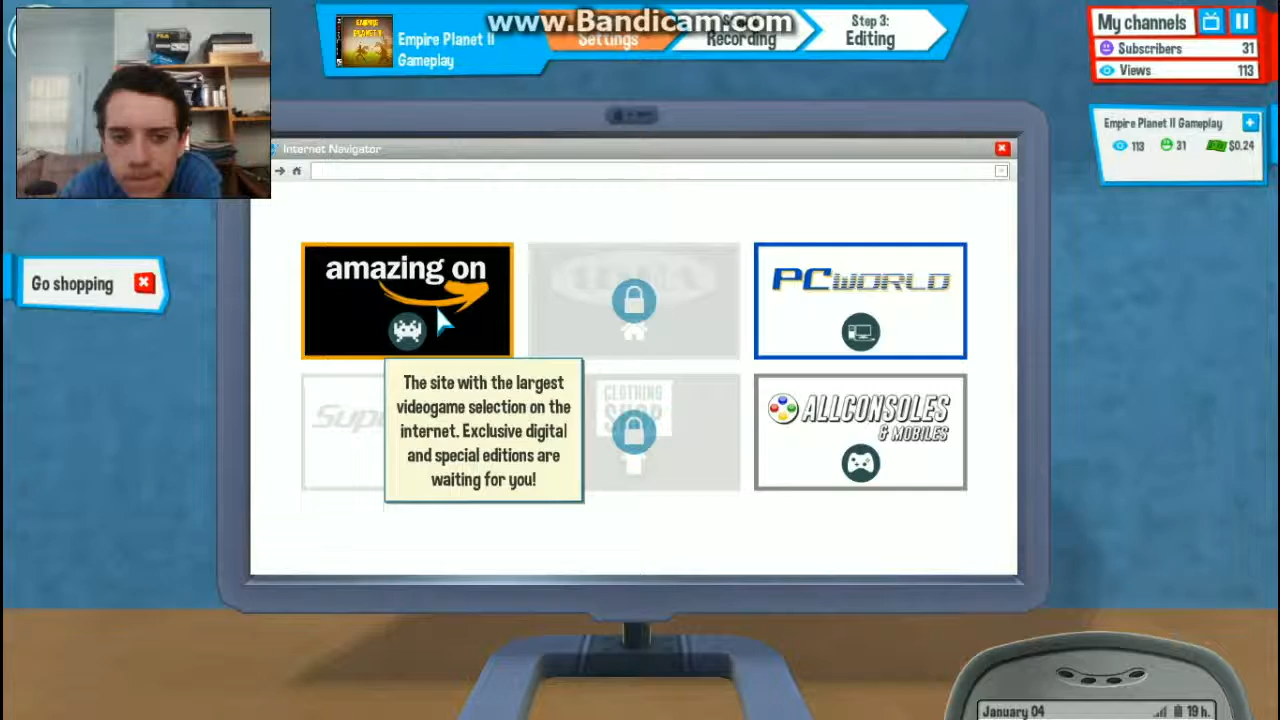 www.Bandicam.com
Empire Planet II
Gameplay
Settings
Recording
Step 3:
Editing
My channels
Subscribers 31
Views 113
Empire Planet II Gameplay
113 31 $0.24
Internet Navigator
Go shopping
amazing on
PC WORLD
The site with the largest
videogame selection on the
internet. Exclusive digital
and special editions are
waiting for you!
CLOTHING
SHOP
ALLCONSOLES
& MOBILES
January 04 19 h.